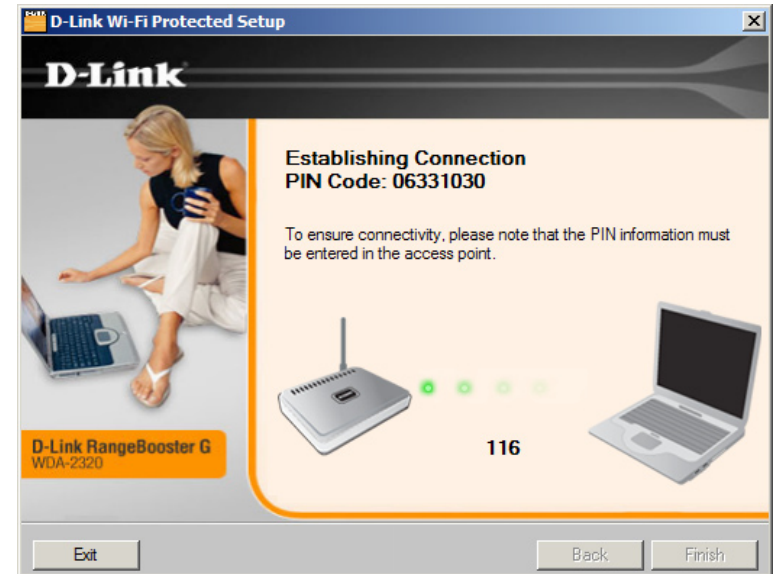 D-Link Wi-Fi Protected Setup
D-Link
Establishing Connection
PIN Code: 06331030
To ensure connectivity, please note that the PIN information must
be entered in the access point.
116
D-Link RangeBooster G
WDA-2320
Exit
Back
Finish